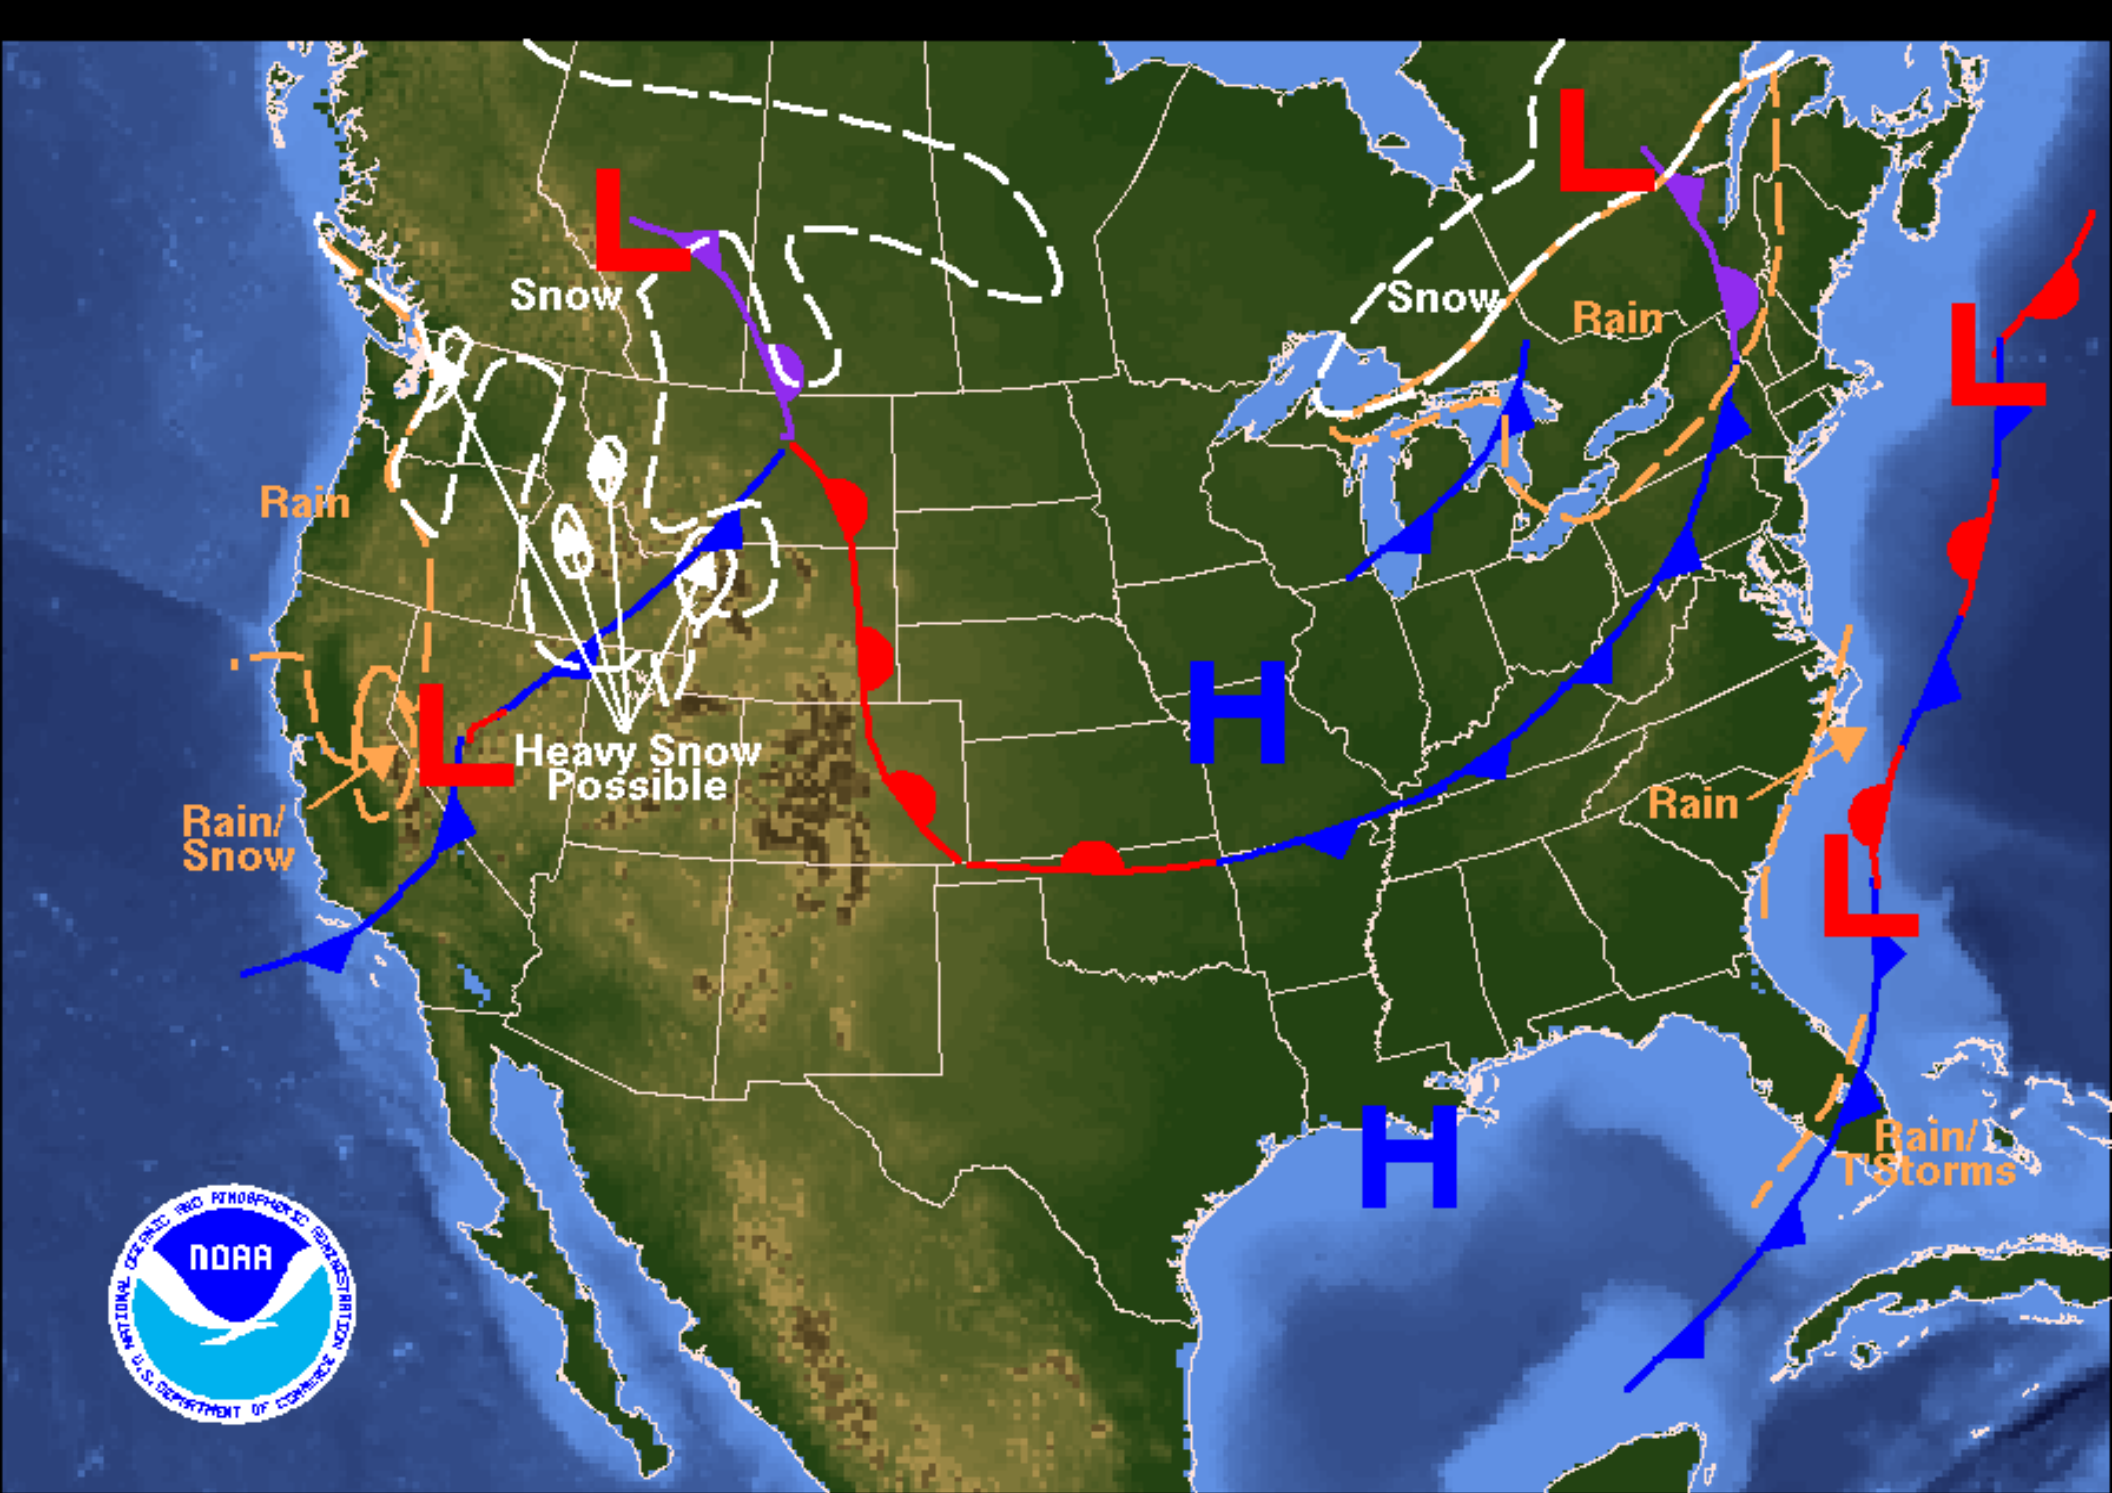 L
L
Snow
Snow
Rain
L
Rain
H
L
Heavy Snow
Possible
Rain
Rain/
Snow
L
H
Rain/
T'Storms
NATIONAL OCEANIC AND ATMOSPHERIC ADMINISTRATION
NOAA
U.S. DEPARTMENT OF COMMERCE